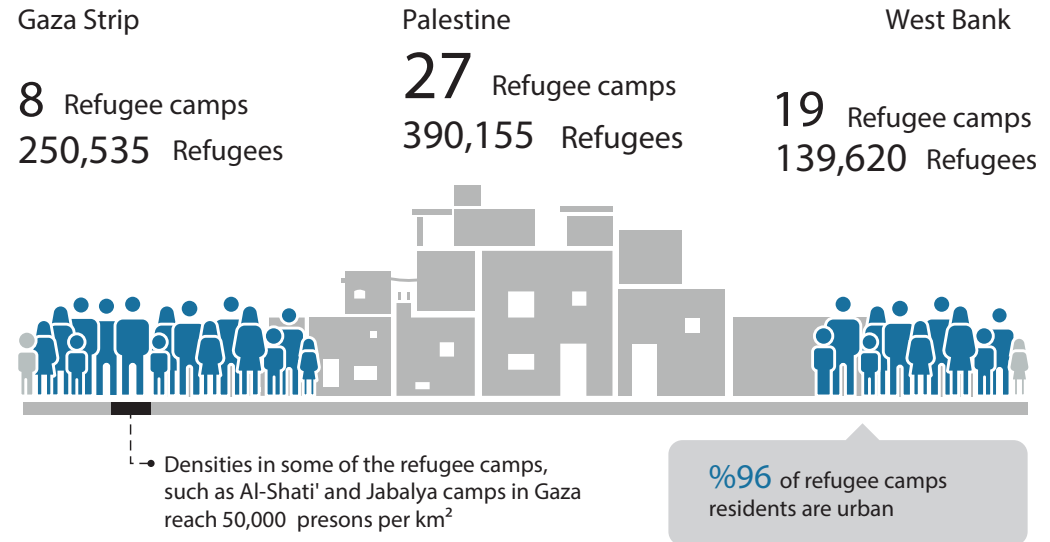 Gaza Strip
8 Refugee camps
250,535 Refugees
Palestine
27 Refugee camps
390,155 Refugees
West Bank
19 Refugee camps
139,620 Refugees
Densities in some of the refugee camps,
such as Al-Shati' and Jabalya camps in Gaza
reach 50,000 presons per km²
%96 of refugee camps
residents are urban